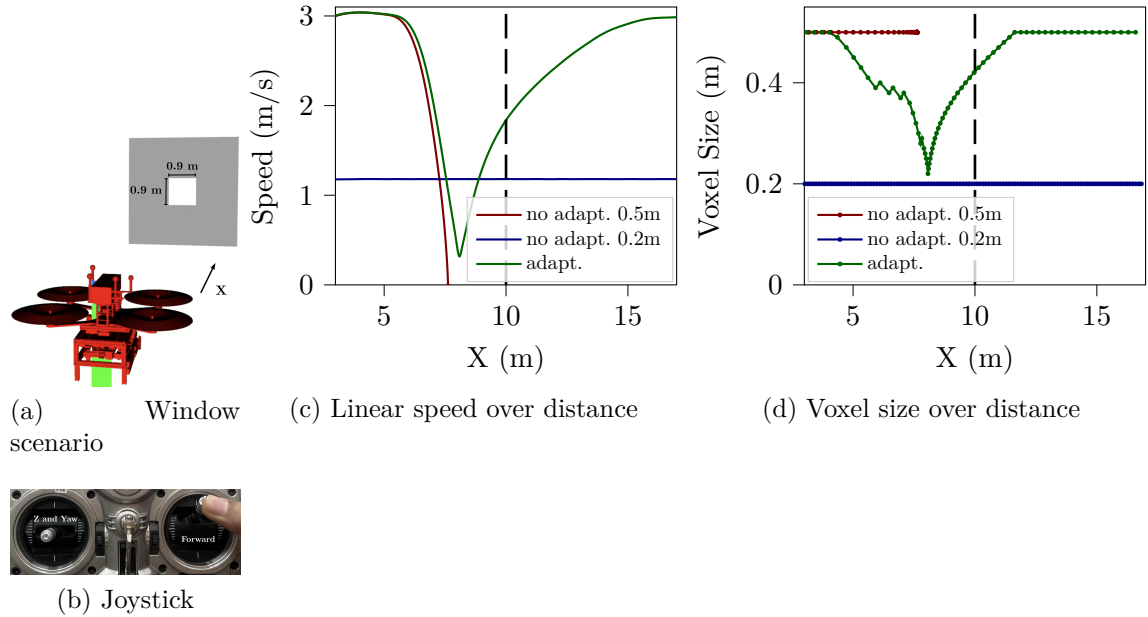 0.9 m
0.9 m
x
(a) Window
scenario
Z and Yaw
Forward
(b) Joystick
Speed (m/s)
3
2
1
0
no adapt. 0.5m
no adapt. 0.2m
adapt.
5 10 15
X (m)
(c) Linear speed over distance
Voxel Size (m)
0.4
0.2
0
no adapt. 0.5m
no adapt. 0.2m
adapt.
5 10 15
X (m)
(d) Voxel size over distance